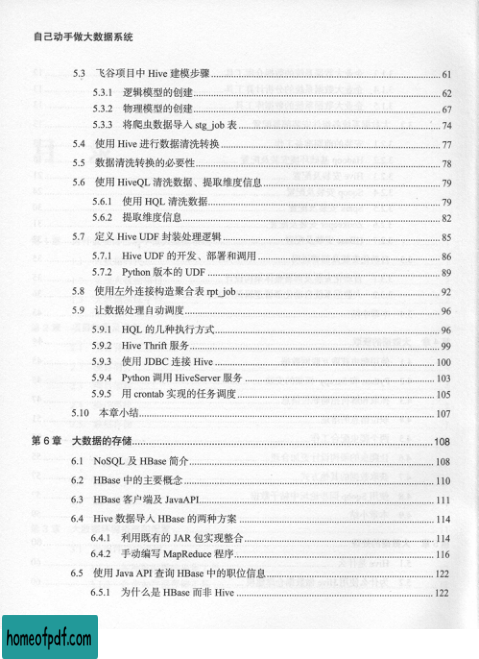 自己动手做大数据系统
5.3 飞谷项目中 Hive 建模步骤 61
5.3.1 逻辑模型的创建 62
5.3.2 物理模型的创建 67
5.3.3 将爬虫数据导入 stg_job 表 74
5.4 使用 Hive 进行数据清洗转换 77
5.5 数据清洗转换的必要性 78
5.6 使用 HiveQL 清洗数据、提取维度信息 79
5.6.1 使用 HQL 清洗数据 79
5.6.2 提取维度信息 82
5.7 定义 Hive UDF 封装处理逻辑 85
5.7.1 Hive UDF 的开发、部署和调用 86
5.7.2 Python 版本的 UDF 89
5.8 使用左外连接构造聚合表 rpt_job 92
5.9 让数据处理自动调度 96
5.9.1 HQL 的几种执行方式 96
5.9.2 Hive Thrift 服务 99
5.9.3 使用 JDBC 连接 Hive 100
5.9.4 Python 调用 HiveServer 服务 103
5.9.5 用 crontab 实现的任务调度 105
5.10 本章小结 107
第 6 章 大数据的存储 108
6.1 NoSQL 及 HBase 简介 108
6.2 HBase 中的主要概念 110
6.3 HBase 客户端及 JavaAPI 111
6.4 Hive 数据导入 HBase 的两种方案 114
6.4.1 利用既有的 JAR 包实现整合 114
6.4.2 手动编写 MapReduce 程序 116
6.5 使用 Java API 查询 HBase 中的职位信息 122
6.5.1 为什么是 HBase 而非 Hive 122
homeofpdf.com